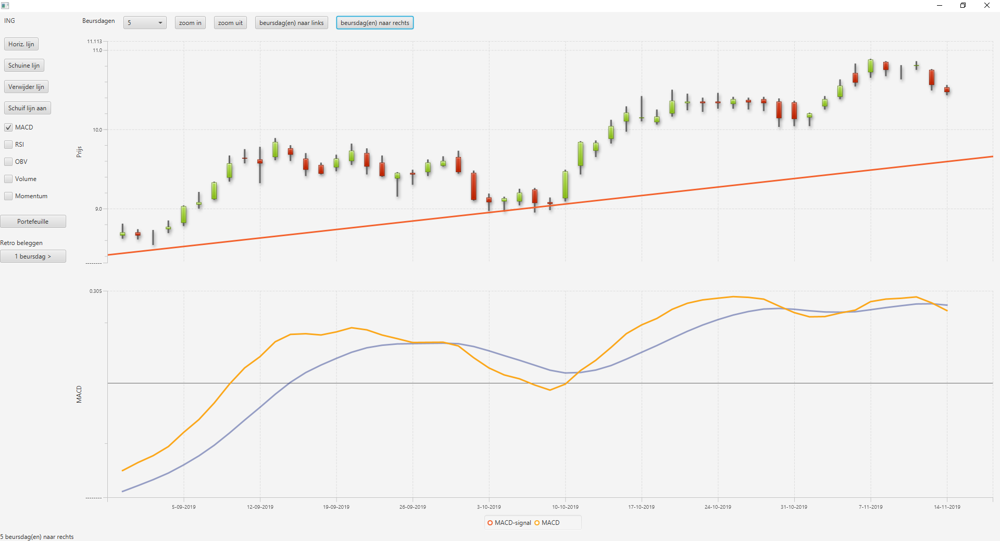 ING
Beursdagen 5 zoom in zoom uit beursdag(en) naar links beursdag(en) naar rechts
Horiz. lijn
Schuine lijn
Verwijder lijn
Schuif lijn aan
MACD
RSI
OBV
Volume
Momentum
Portefeuille
Retro beleggen
1 beursdag >
11.113
11.0
10.0
9.0
--------
Prijs
0.305
--------
MACD
5-09-2019 12-09-2019 19-09-2019 26-09-2019 3-10-2019 10-10-2019 17-10-2019 24-10-2019 31-10-2019 7-11-2019 14-11-2019
MACD-signal MACD
5 beursdag(en) naar rechts